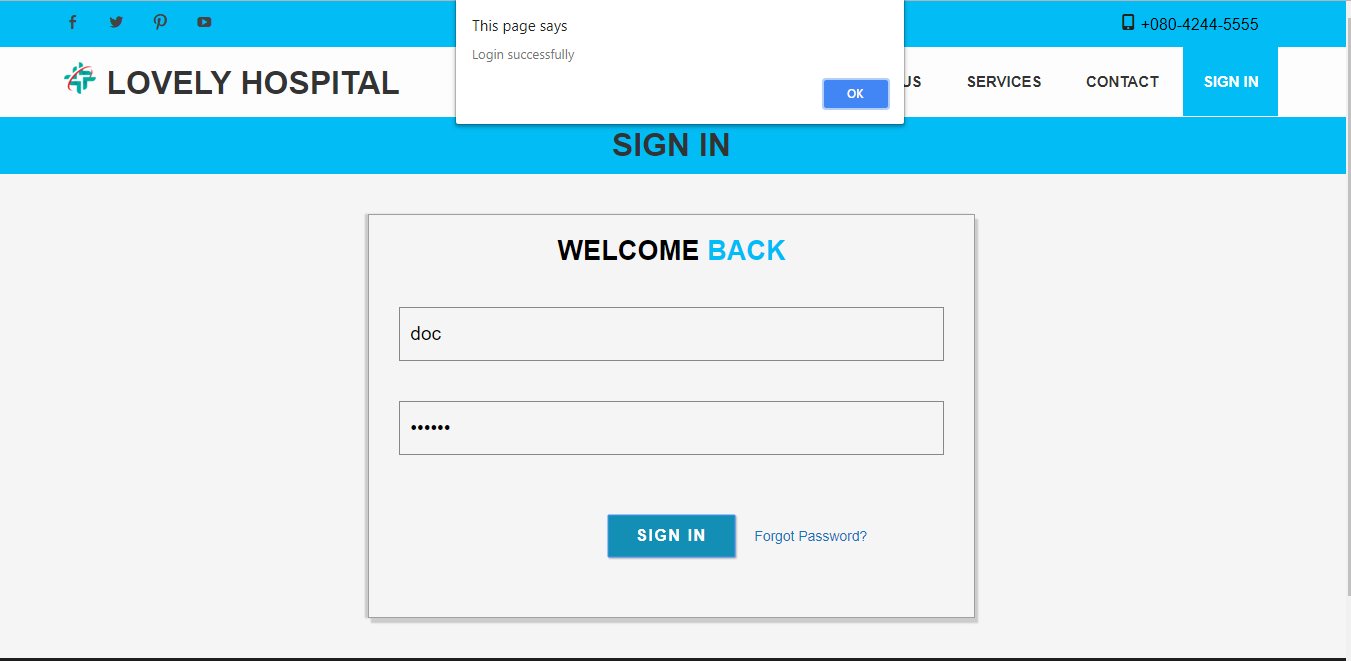 This page says
Login successfully
OK
+080-4244-5555
LOVELY HOSPITAL
US
SERVICES
CONTACT
SIGN IN
SIGN IN
WELCOME BACK
doc
••••••
SIGN IN
Forgot Password?